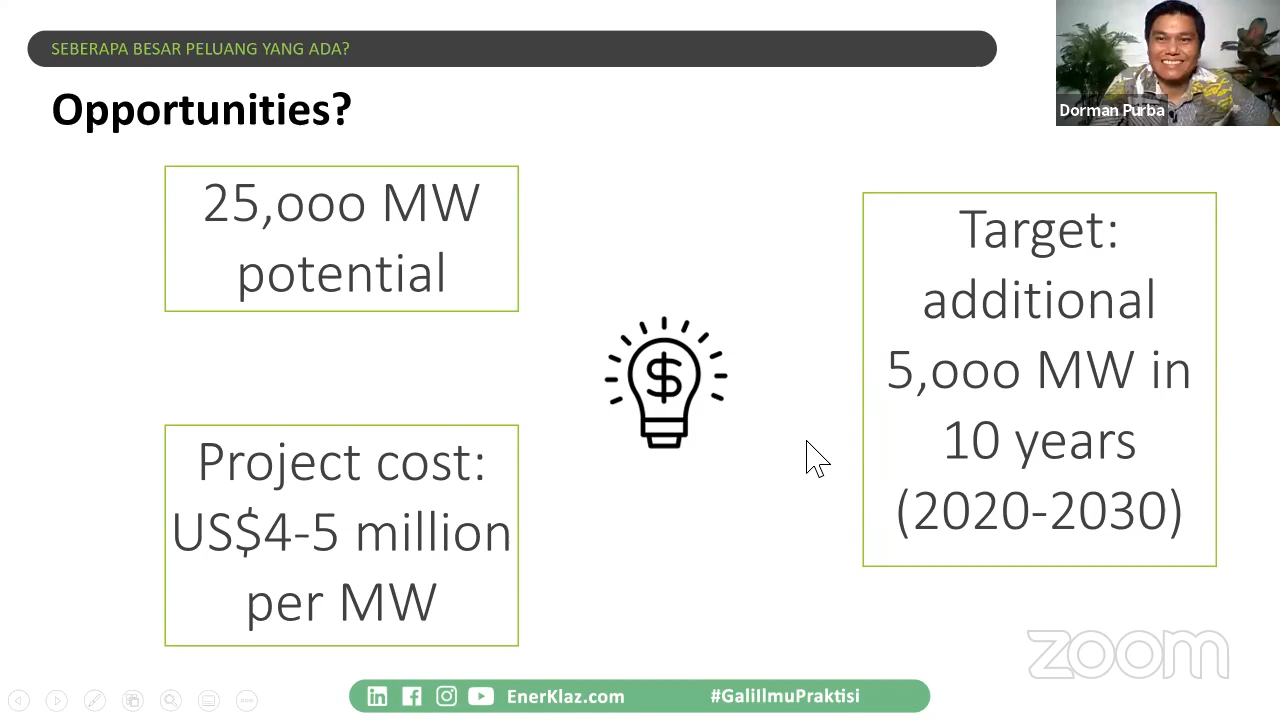 SEBERAPA BESAR PELUANG YANG ADA?
Opportunities?
Dorman Purba
25,000 MW
potential
Project cost:
US$4-5 million
per MW
$
Target:
additional
5,000 MW in
10 years
(2020-2030)
zoom
EnerKlaz.com
#GaliIlmuPraktisi